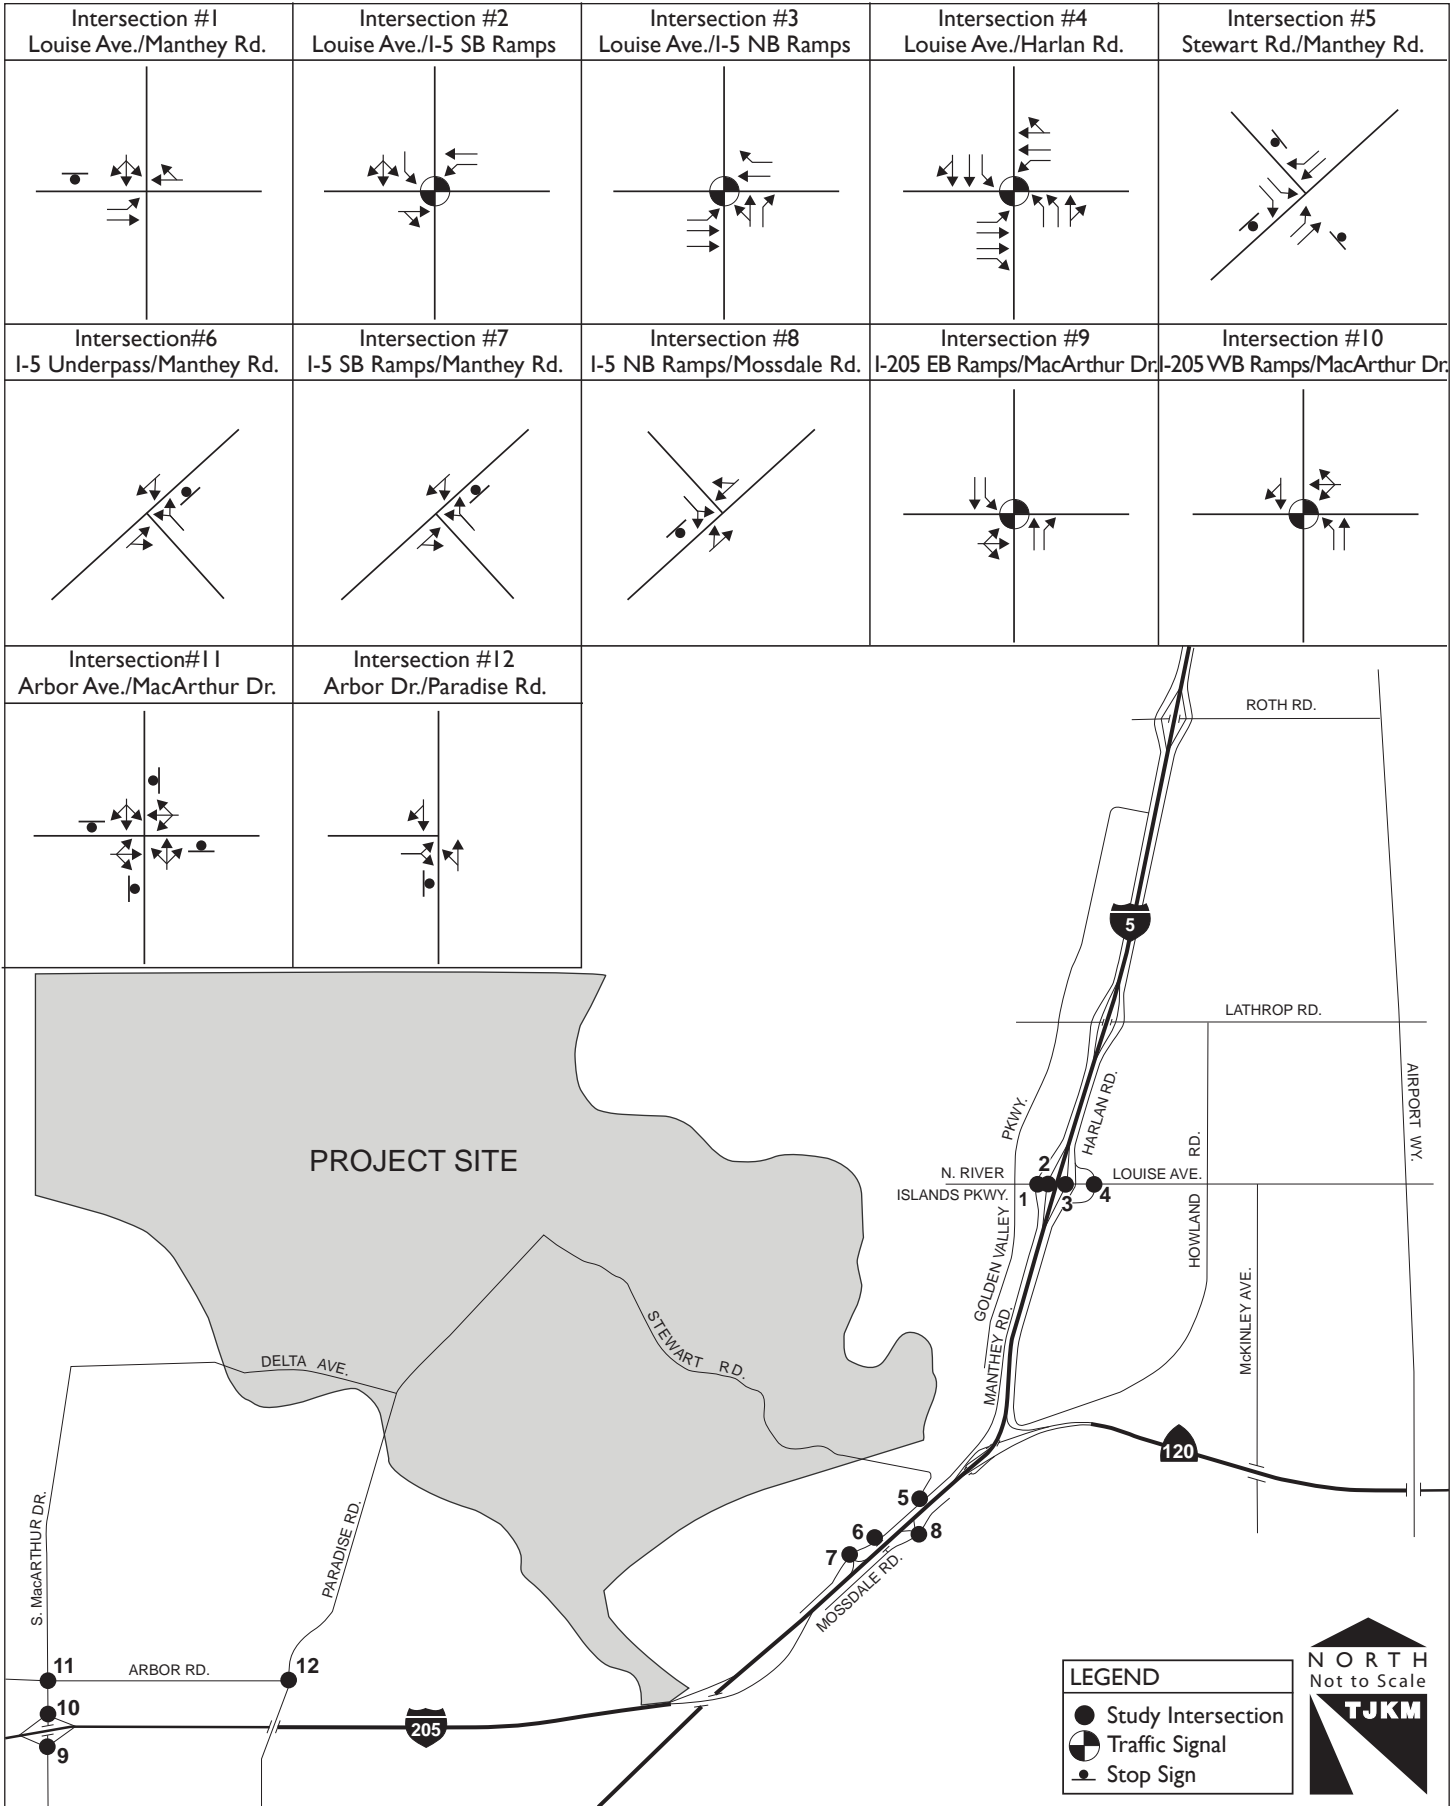 Intersection #1
Louise Ave./Manthey Rd.
Intersection #2
Louise Ave./I-5 SB Ramps
Intersection #3
Louise Ave./I-5 NB Ramps
Intersection #4
Louise Ave./Harlan Rd.
Intersection #5
Stewart Rd./Manthey Rd.
Intersection#6
I-5 Underpass/Manthey Rd.
Intersection #7
I-5 SB Ramps/Manthey Rd.
Intersection #8
I-5 NB Ramps/Mossdale Rd.
Intersection #9
I-205 EB Ramps/MacArthur Dr.
Intersection #10
I-205 WB Ramps/MacArthur Dr.
Intersection#11
Arbor Ave./MacArthur Dr.
Intersection #12
Arbor Dr./Paradise Rd.
ROTH RD.
5
LATHROP RD.
AIRPORT WY.
HARLAN RD.
PROJECT SITE
GOLDEN VALLEY PKWY.
HOWLAND RD.
N. RIVER
ISLANDS PKWY.
LOUISE AVE.
1
2
3
4
MANTHEY RD.
McKINLEY AVE.
STEWART RD.
DELTA AVE.
120
S. MacARTHUR DR.
PARADISE RD.
5
6
7
8
MOSSDALE RD.
11
ARBOR RD.
12
10
9
205
LEGEND
Study Intersection
Traffic Signal
Stop Sign
NORTH
Not to Scale
TJKM